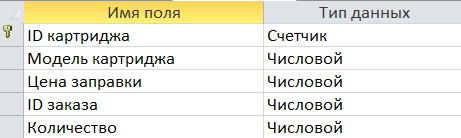 Имя поля Тип данных
ID картриджа Счетчик
Модель картриджа Числовой
Цена заправки Числовой
ID заказа Числовой
Количество Числовой